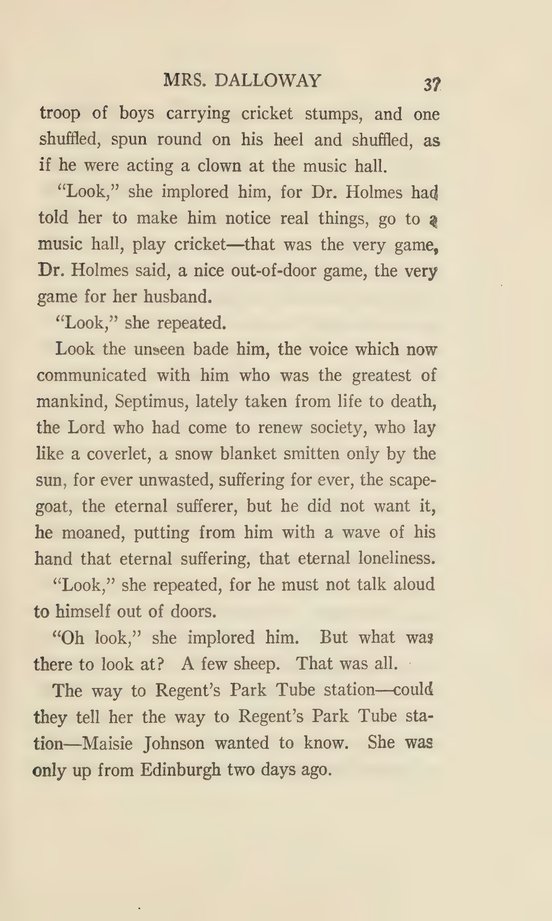 MRS. DALLOWAY 37
troop of boys carrying cricket stumps, and one
shuffled, spun round on his heel and shuffled, as
if he were acting a clown at the music hall.
"Look," she implored him, for Dr. Holmes had
told her to make him notice real things, go to a
music hall, play cricket—that was the very game,
Dr. Holmes said, a nice out-of-door game, the very
game for her husband.
"Look," she repeated.
Look the unseen bade him, the voice which now
communicated with him who was the greatest of
mankind, Septimus, lately taken from life to death,
the Lord who had come to renew society, who lay
like a coverlet, a snow blanket smitten only by the
sun, for ever unwasted, suffering for ever, the scape-
goat, the eternal sufferer, but he did not want it,
he moaned, putting from him with a wave of his
hand that eternal suffering, that eternal loneliness.
"Look," she repeated, for he must not talk aloud
to himself out of doors.
"Oh look," she implored him. But what was
there to look at? A few sheep. That was all.
The way to Regent's Park Tube station—could
they tell her the way to Regent's Park Tube sta-
tion—Maisie Johnson wanted to know. She was
only up from Edinburgh two days ago.